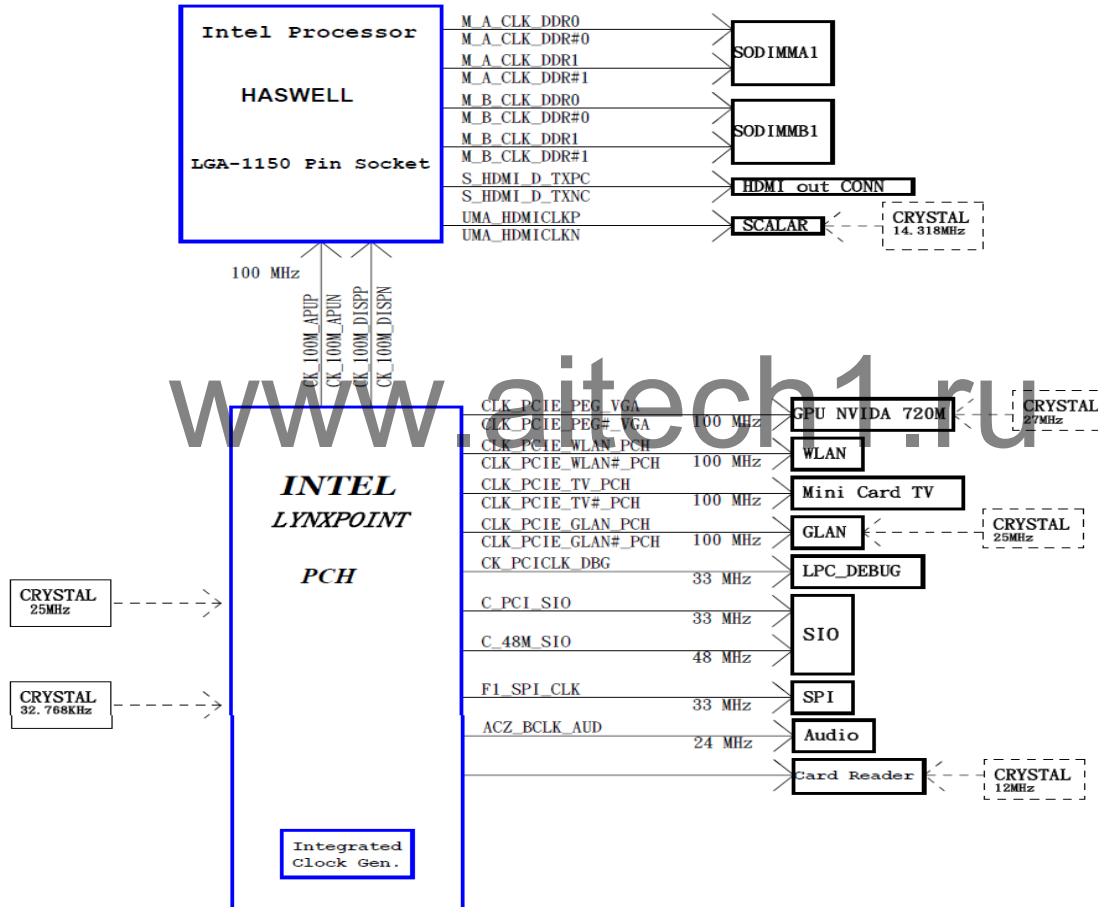 Intel Processor
HASWELL
LGA-1150 Pin Socket
M_A_CLK_DDR0
M_A_CLK_DDR#0
M_A_CLK_DDR1
M_A_CLK_DDR#1
SODIMMA1
M_B_CLK_DDR0
M_B_CLK_DDR#0
M_B_CLK_DDR1
M_B_CLK_DDR#1
SODIMMB1
S_HDMI_D_TXPC
S_HDMI_D_TXNC
HDMI out CONN
UMA_HDMICLKP
UMA_HDMICLKN
SCALAR
CRYSTAL
14.318MHz
100 MHz
CK_100M_APUP
CK_100M_APUN
CK_100M_DISPP
CK_100M_DISPN
www.aitech1.ru
INTEL
LYNXPOINT
PCH
CLK_PCIE_PEG_VGA
CLK_PCIE_PEG#_VGA
100 MHz
GPU NVIDA 720M
CRYSTAL
27MHz
CLK_PCIE_WLAN_PCH
CLK_PCIE_WLAN#_PCH
100 MHz
WLAN
CLK_PCIE_TV_PCH
CLK_PCIE_TV#_PCH
100 MHz
Mini Card TV
CLK_PCIE_GLAN_PCH
CLK_PCIE_GLAN#_PCH
100 MHz
GLAN
CRYSTAL
25MHz
CK_PCICLK_DBG
33 MHz
LPC_DEBUG
CRYSTAL
25MHz
C_PCI_SIO
33 MHz
SIO
C_48M_SIO
48 MHz
CRYSTAL
32.768KHz
F1_SPI_CLK
33 MHz
SPI
ACZ_BCLK_AUD
24 MHz
Audio
Card Reader
CRYSTAL
12MHz
Integrated
Clock Gen.